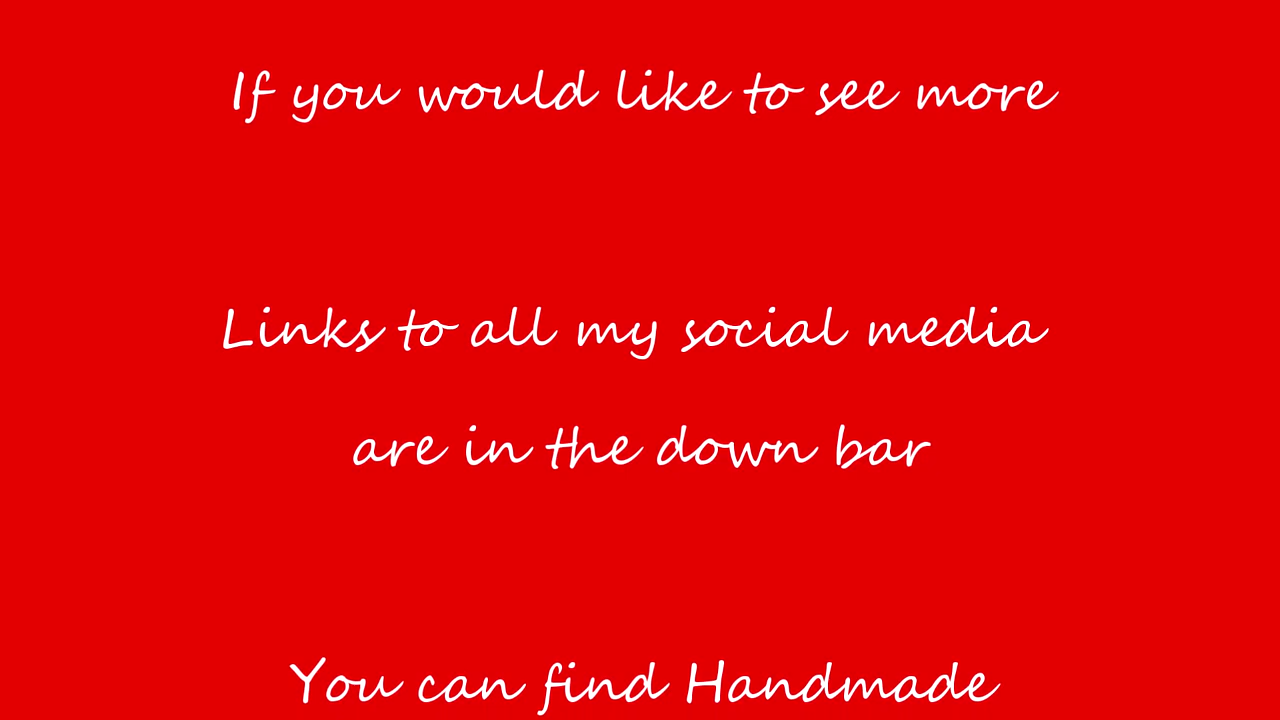 If you would like to see more
Links to all my social media
are in the down bar
You can find Handmade